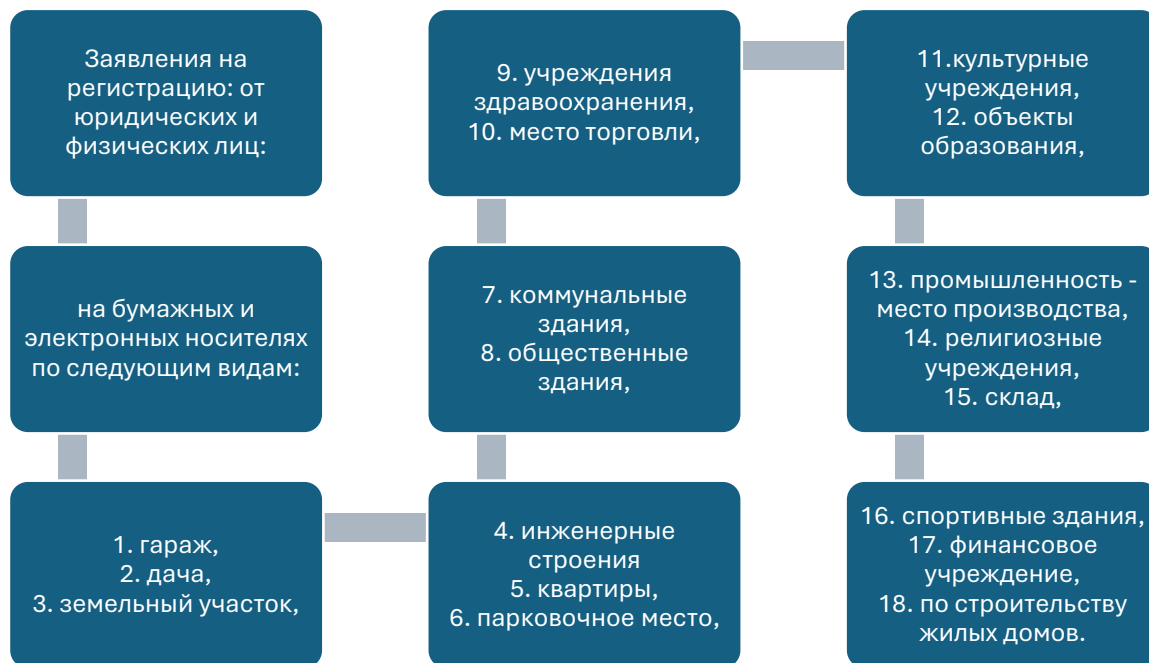 Заявления на
регистрацию: от
юридических и
физических лиц:
на бумажных и
электронных носителях
по следующим видам:
1. гараж,
2. дача,
3. земельный участок,
4. инженерные
строения
5. квартиры,
6. парковочное место,
7. коммунальные
здания,
8. общественные
здания,
9. учреждения
здравоохранения,
10. место торговли,
11.культурные
учреждения,
12. объекты
образования,
13. промышленность -
место производства,
14. религиозные
учреждения,
15. склад,
16. спортивные здания,
17. финансовое
учреждение,
18. по строительству
жилых домов.